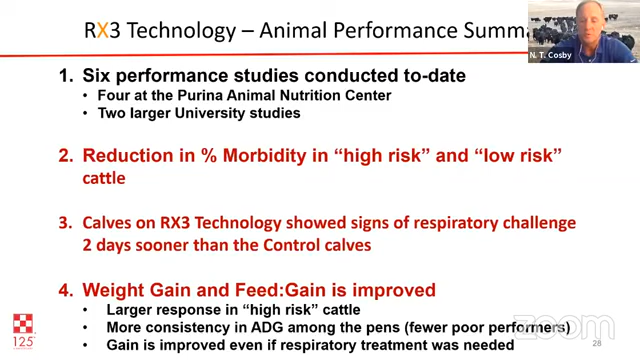 RX3 Technology – Animal Performance Summa
N. T. Cosby
1. Six performance studies conducted to-date
• Four at the Purina Animal Nutrition Center
• Two larger University studies
2. Reduction in % Morbidity in “high risk” and “low risk”
cattle
3. Calves on RX3 Technology showed signs of respiratory challenge
2 days sooner than the Control calves
4. Weight Gain and Feed:Gain is improved
• Larger response in “high risk” cattle
• More consistency in ADG among the pens (fewer poor performers)
• Gain is improved even if respiratory treatment was needed
125
zoom
28